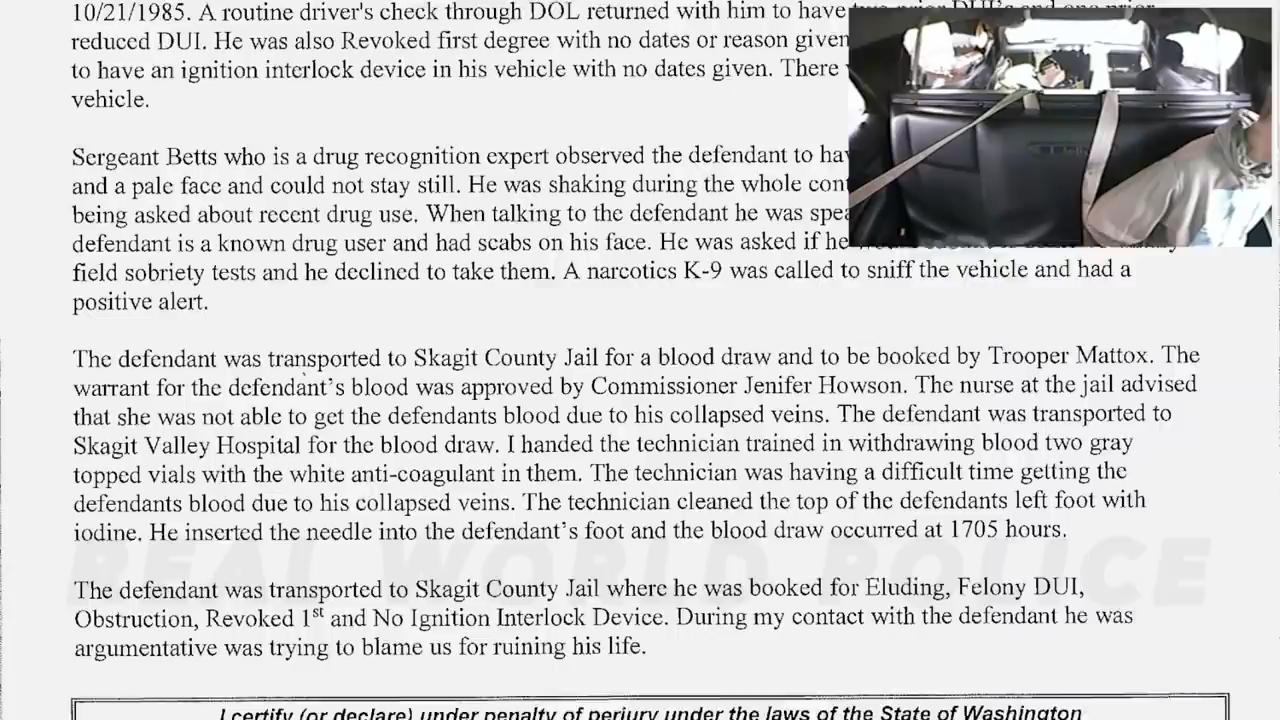 10/21/1985. A routine driver's check through DOL returned with him to have two prior DUI's and one prior
reduced DUI. He was also Revoked first degree with no dates or reason given
to have an ignition interlock device in his vehicle with no dates given. There
vehicle.
Sergeant Betts who is a drug recognition expert observed the defendant to hav
and a pale face and could not stay still. He was shaking during the whole con
being asked about recent drug use. When talking to the defendant he was spea
defendant is a known drug user and had scabs on his face. He was asked if he
field sobriety tests and he declined to take them. A narcotics K-9 was called to sniff the vehicle and had a
positive alert.
The defendant was transported to Skagit County Jail for a blood draw and to be booked by Trooper Mattox. The
warrant for the defendant's blood was approved by Commissioner Jenifer Howson. The nurse at the jail advised
that she was not able to get the defendants blood due to his collapsed veins. The defendant was transported to
Skagit Valley Hospital for the blood draw. I handed the technician trained in withdrawing blood two gray
topped vials with the white anti-coagulant in them. The technician was having a difficult time getting the
defendants blood due to his collapsed veins. The technician cleaned the top of the defendants left foot with
iodine. He inserted the needle into the defendant's foot and the blood draw occurred at 1705 hours.
REAL WORLD POLICE
The defendant was transported to Skagit County Jail where he was booked for Eluding, Felony DUI,
Obstruction, Revoked 1st and No Ignition Interlock Device. During my contact with the defendant he was
argumentative was trying to blame us for ruining his life.
I certify (or declare) under penalty of perjury under the laws of the State of Washington